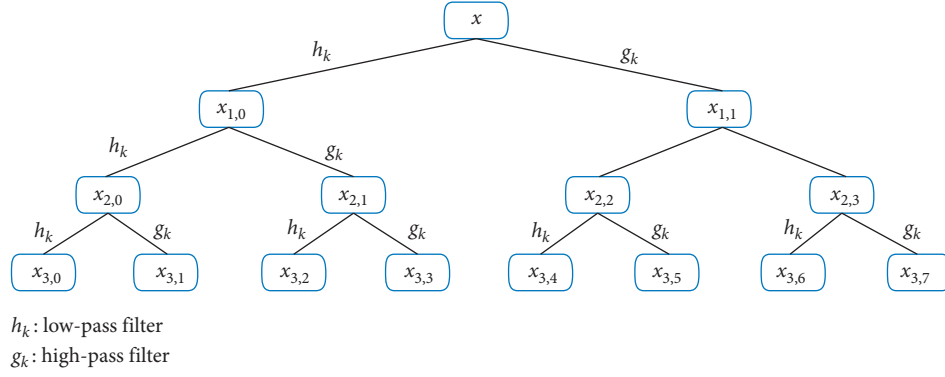 x
h_k g_k
x_{1,0} x_{1,1}
h_k g_k
x_{2,0} x_{2,1} x_{2,2} x_{2,3}
h_k g_k h_k g_k h_k g_k h_k g_k
x_{3,0} x_{3,1} x_{3,2} x_{3,3} x_{3,4} x_{3,5} x_{3,6} x_{3,7}
h_k : low-pass filter
g_k : high-pass filter